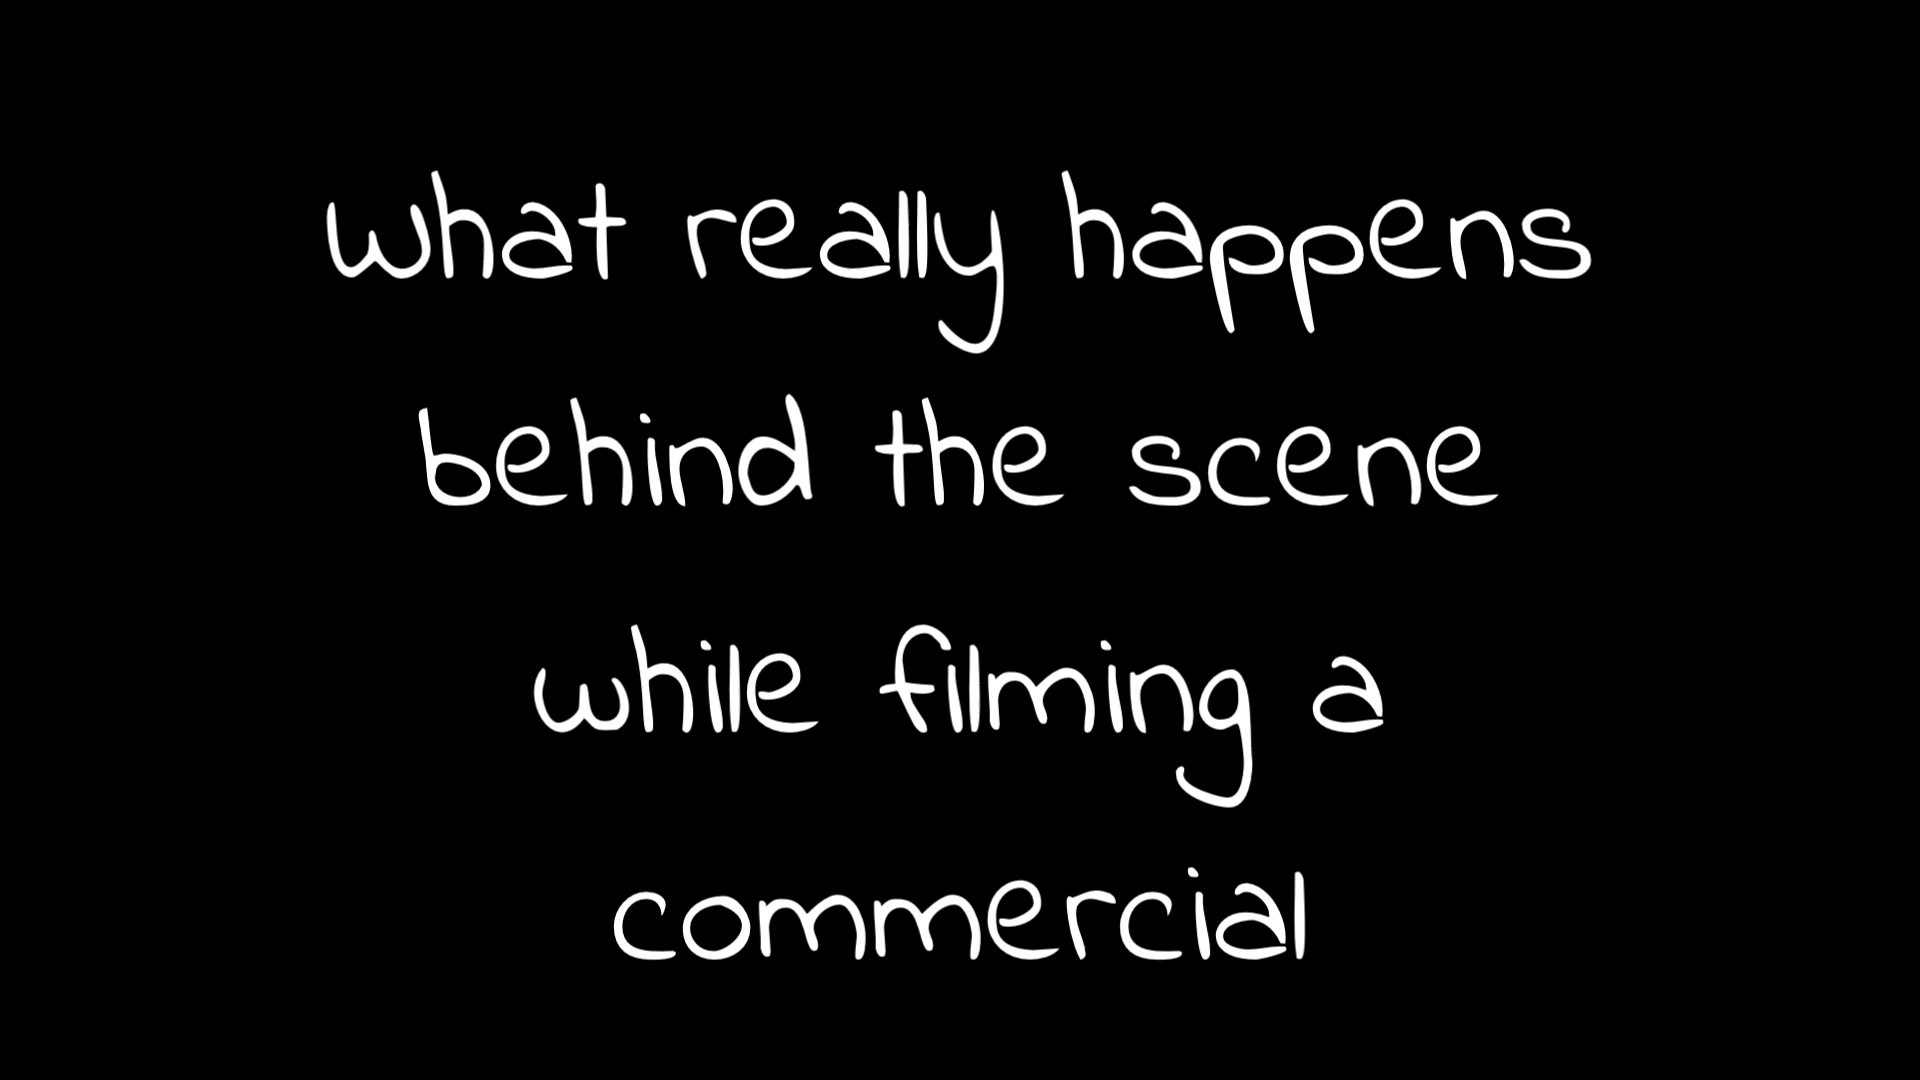 what really happens
behind the scene
while filming a
commercial